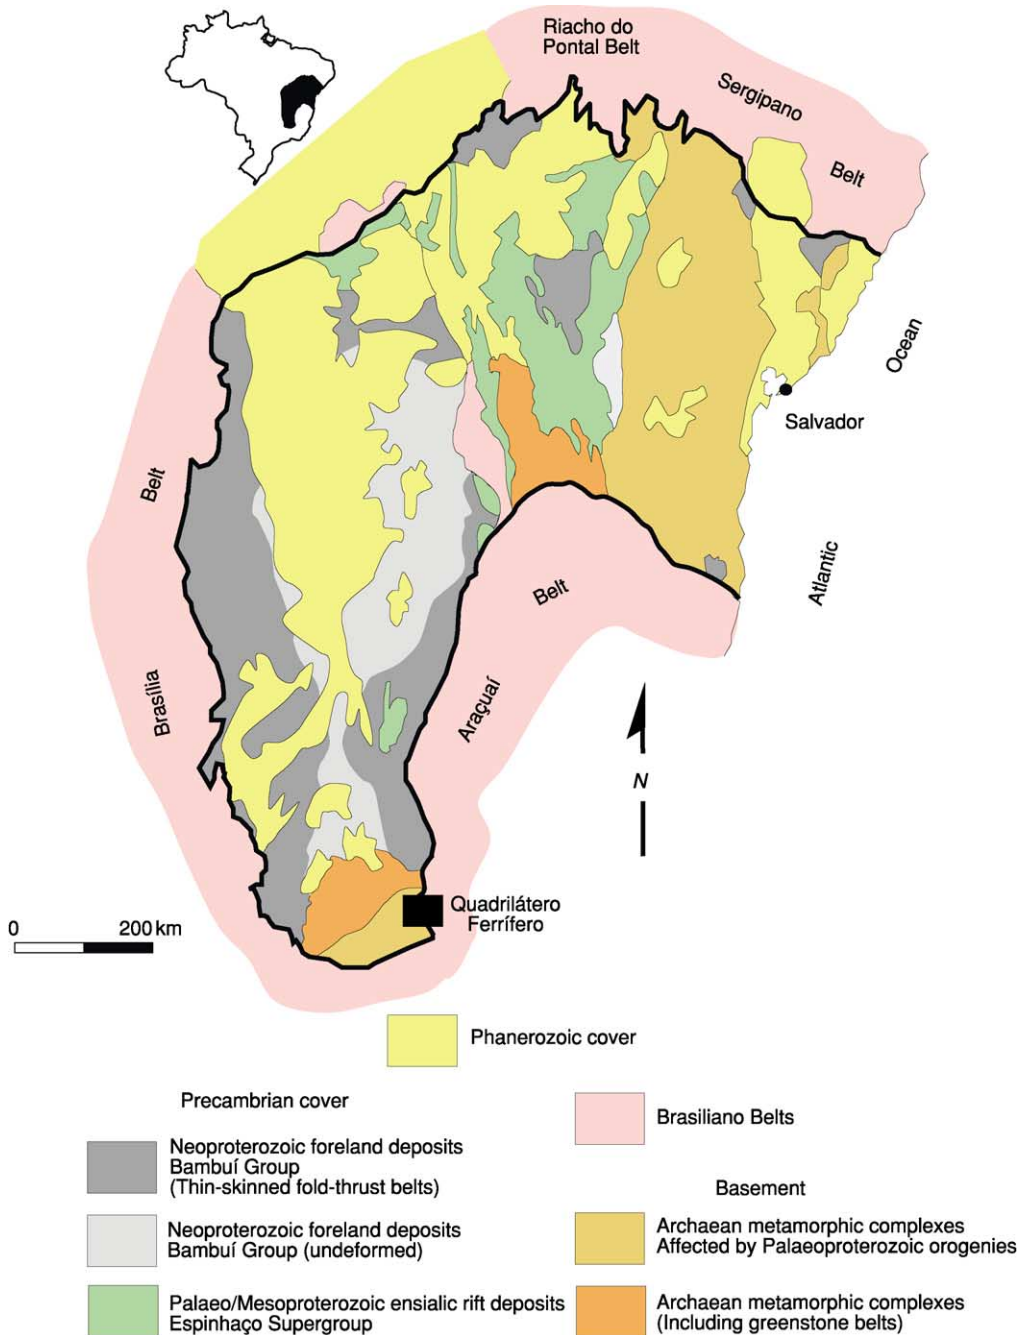 Riacho do
Pontal Belt
Sergipano
Belt
Ocean
Salvador
Belt
Atlantic
Belt
Brasília
Araçuaí
N
Quadrilátero
Ferrífero
0 200 km
Phanerozoic cover
Precambrian cover
Neoproterozoic foreland deposits
Bambuí Group
(Thin-skinned fold-thrust belts)
Neoproterozoic foreland deposits
Bambuí Group (undeformed)
Palaeo/Mesoproterozoic ensialic rift deposits
Espinhaço Supergroup
Brasiliano Belts
Basement
Archaean metamorphic complexes
Affected by Palaeoproterozoic orogenies
Archaean metamorphic complexes
(Including greenstone belts)